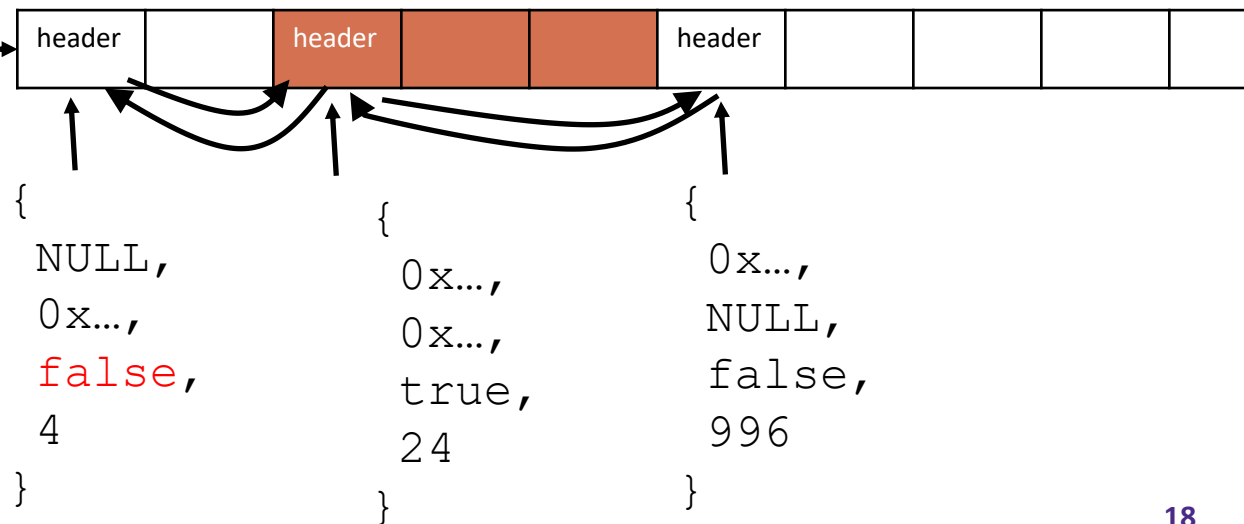 header
header
header
{
NULL,
0x…,
false,
4
}
{
0x…,
0x…,
true,
24
}
{
0x…,
NULL,
false,
996
}
18